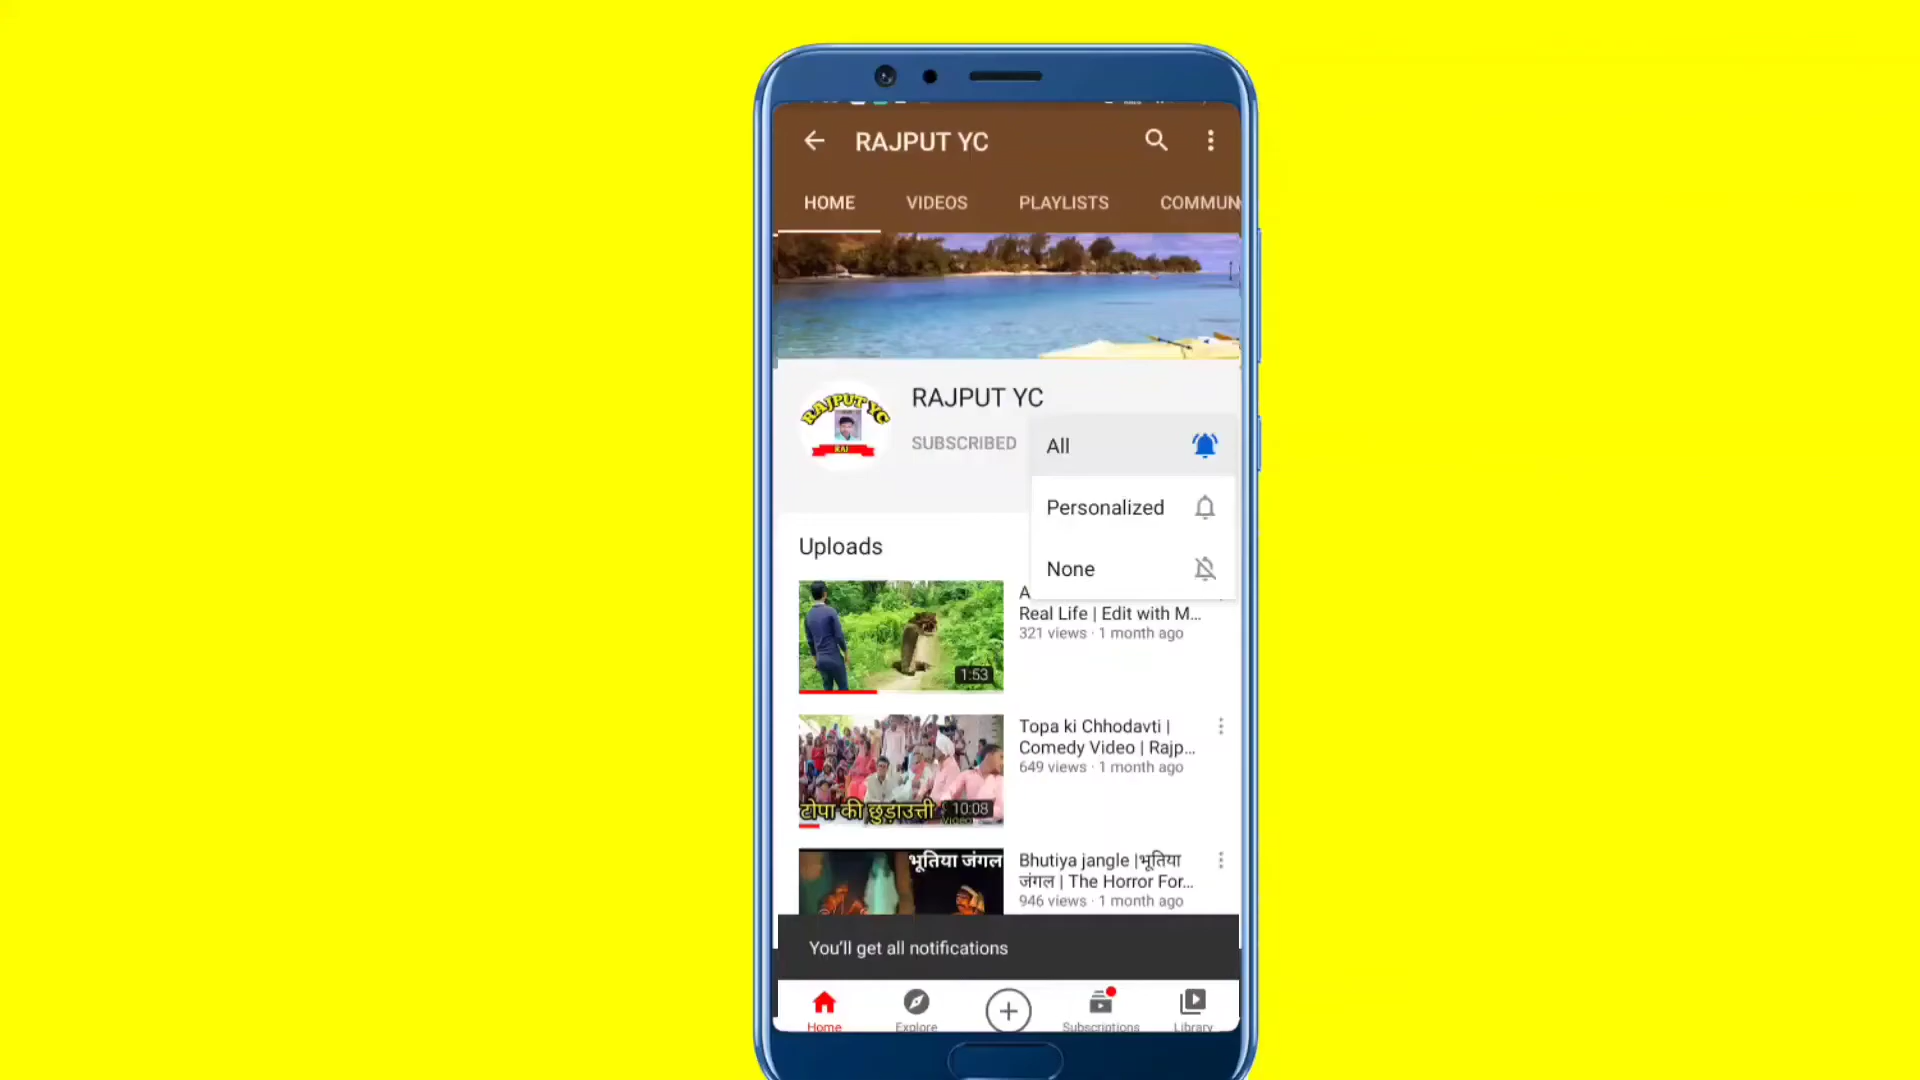 RAJPUT YC
HOME VIDEOS PLAYLISTS COMMUN
RAJPUT YC
RAJPUT YC
RAJ
SUBSCRIBED
All
Personalized
None
Uploads
A
Real Life | Edit with M...
321 views · 1 month ago
1:53
Topa ki Chhodavti |
Comedy Video | Rajp...
649 views · 1 month ago
टोपा की छुड़ाउत्ती
10:08
भूतिया जंगल
Bhutiya jangle |भूतिया
जंगल | The Horror For...
946 views · 1 month ago
You'll get all notifications
Home Explore Subscriptions Library